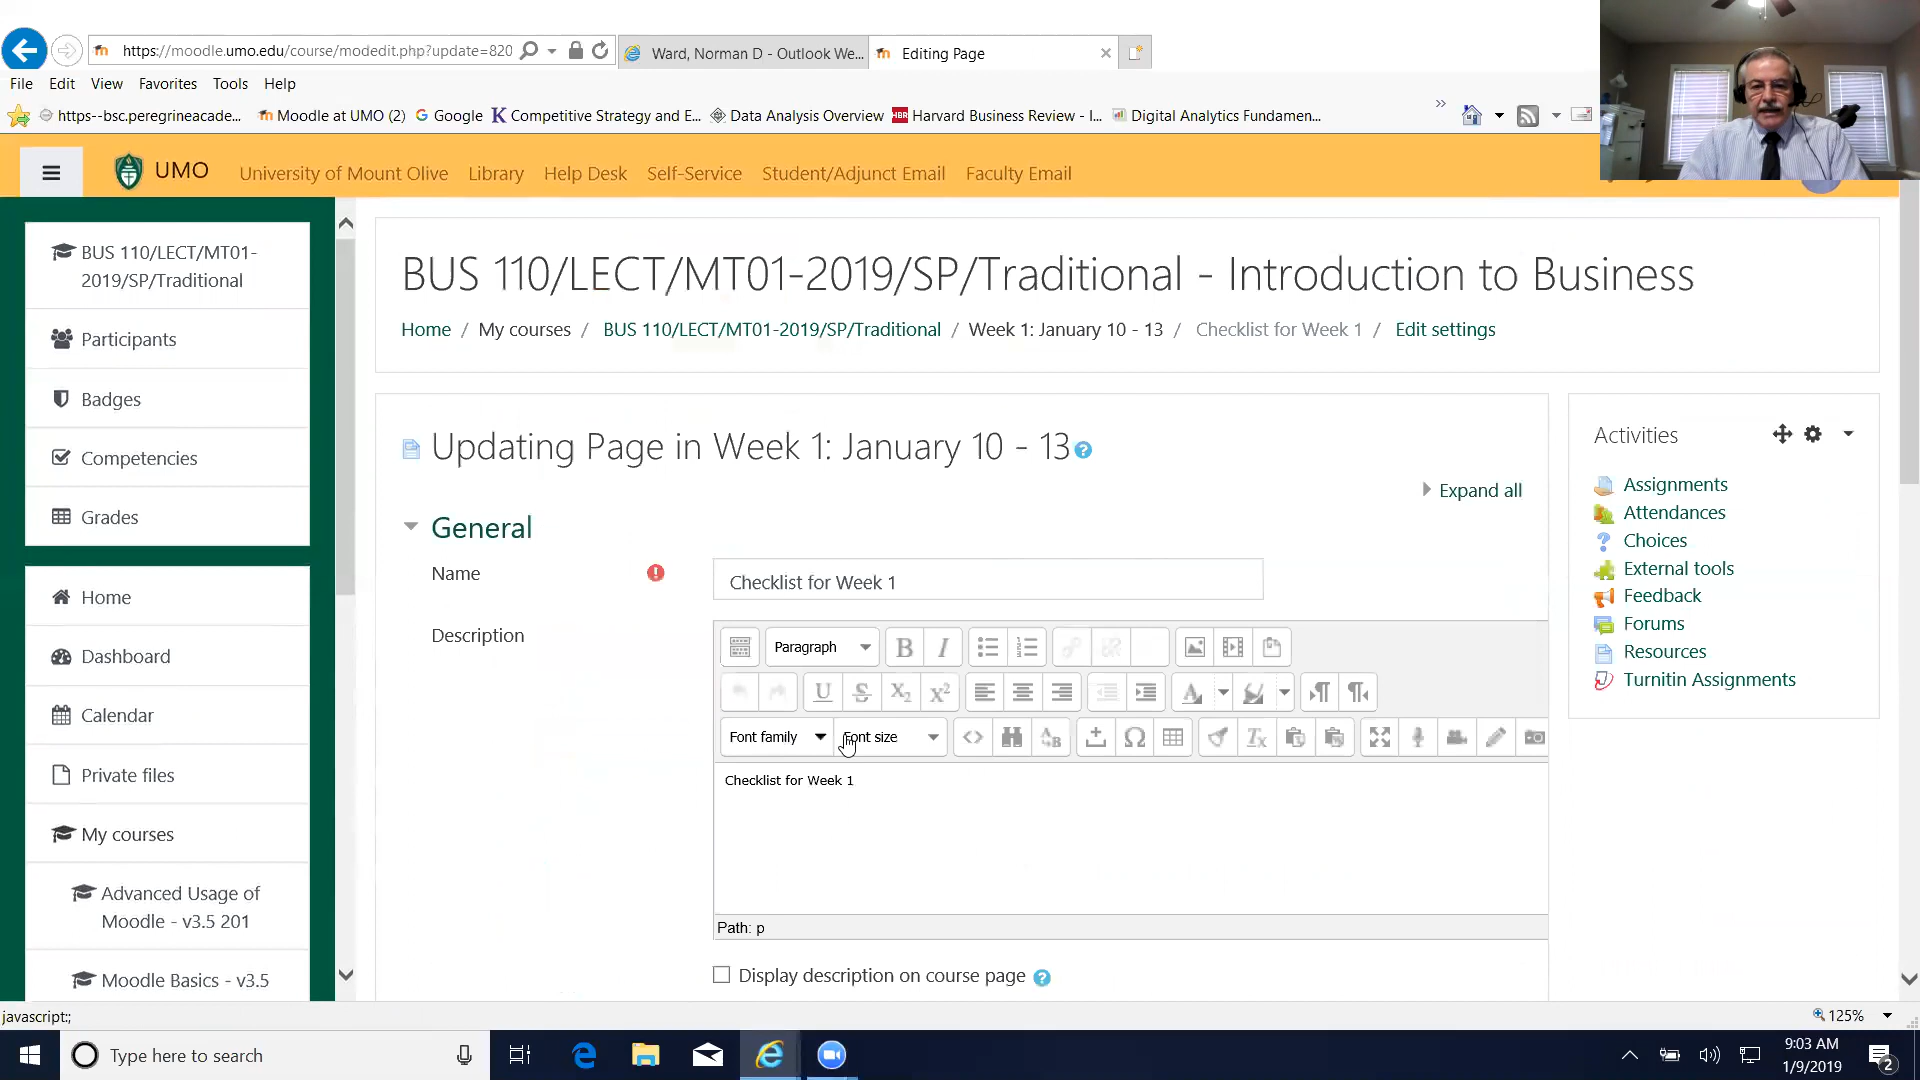 https://moodle.umo.edu/course/modedit.php?update=820
Ward, Norman D - Outlook We...
Editing Page
File Edit View Favorites Tools Help
https--bsc.peregrineacade...
Moodle at UMO (2)
Google
Competitive Strategy and E...
Data Analysis Overview
HBR Harvard Business Review - I...
Digital Analytics Fundamen...
UMO
University of Mount Olive
Library
Help Desk
Self-Service
Student/Adjunct Email
Faculty Email
BUS 110/LECT/MT01-
2019/SP/Traditional
Participants
Badges
Competencies
Grades
Home
Dashboard
Calendar
Private files
My courses
Advanced Usage of
Moodle - v3.5 201
Moodle Basics - v3.5
BUS 110/LECT/MT01-2019/SP/Traditional - Introduction to Business
Home / My courses / BUS 110/LECT/MT01-2019/SP/Traditional / Week 1: January 10 - 13 / Checklist for Week 1 / Edit settings
Updating Page in Week 1: January 10 - 13
Expand all
General
Name
Checklist for Week 1
Description
Paragraph
Font family
Font size
Checklist for Week 1
Path: p
Display description on course page
Activities
Assignments
Attendances
Choices
External tools
Feedback
Forums
Resources
Turnitin Assignments
javascript:;
125%
Type here to search
9:03 AM
1/9/2019
2